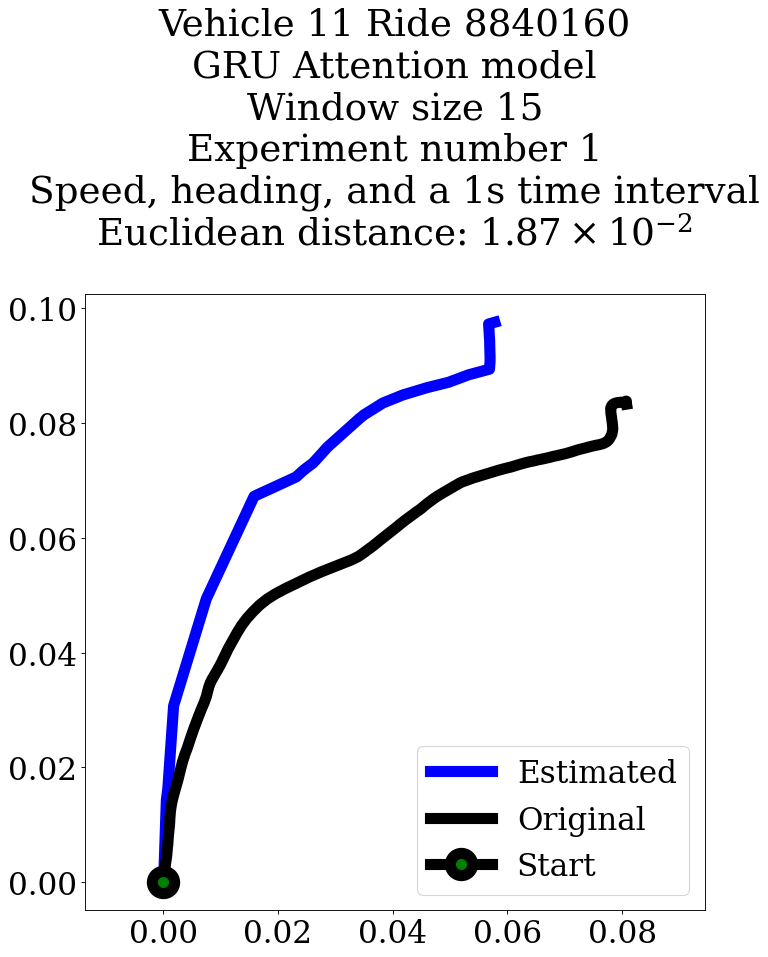 Vehicle 11 Ride 8840160
GRU Attention model
Window size 15
Experiment number 1
Speed, heading, and a 1s time interval
Euclidean distance: 1.87 × 10⁻²
0.10
0.08
0.06
0.04
0.02
0.00
Estimated
Original
Start
0.00 0.02 0.04 0.06 0.08